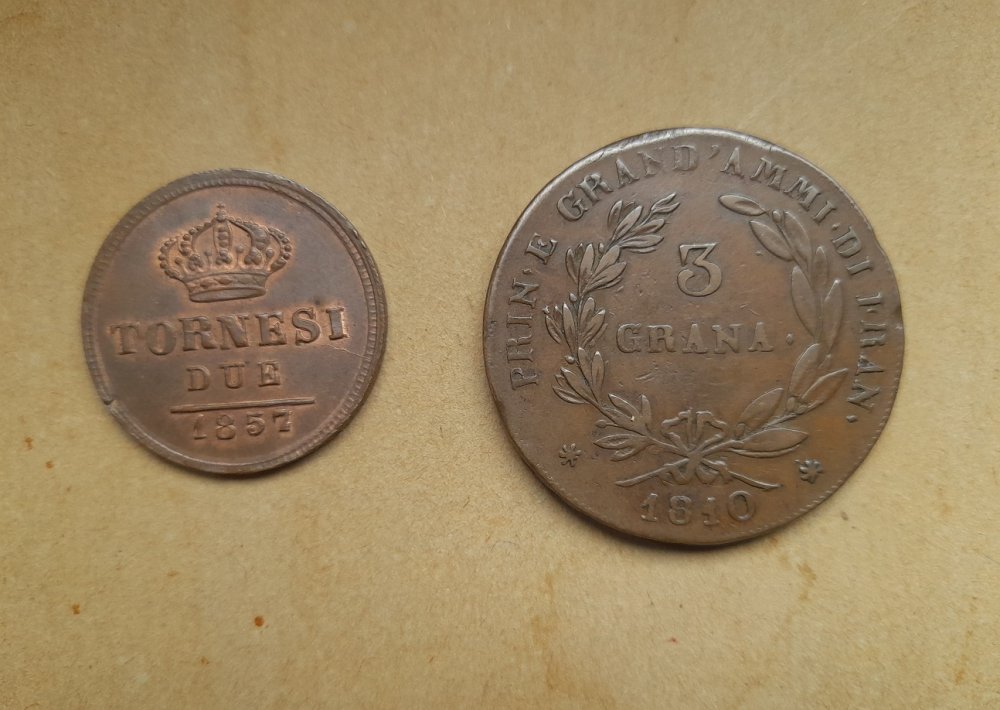 TORNESI
DUE
1857
PRIN. E GRAND'AMMI. DI FRAN.
3
GRANA.
1810